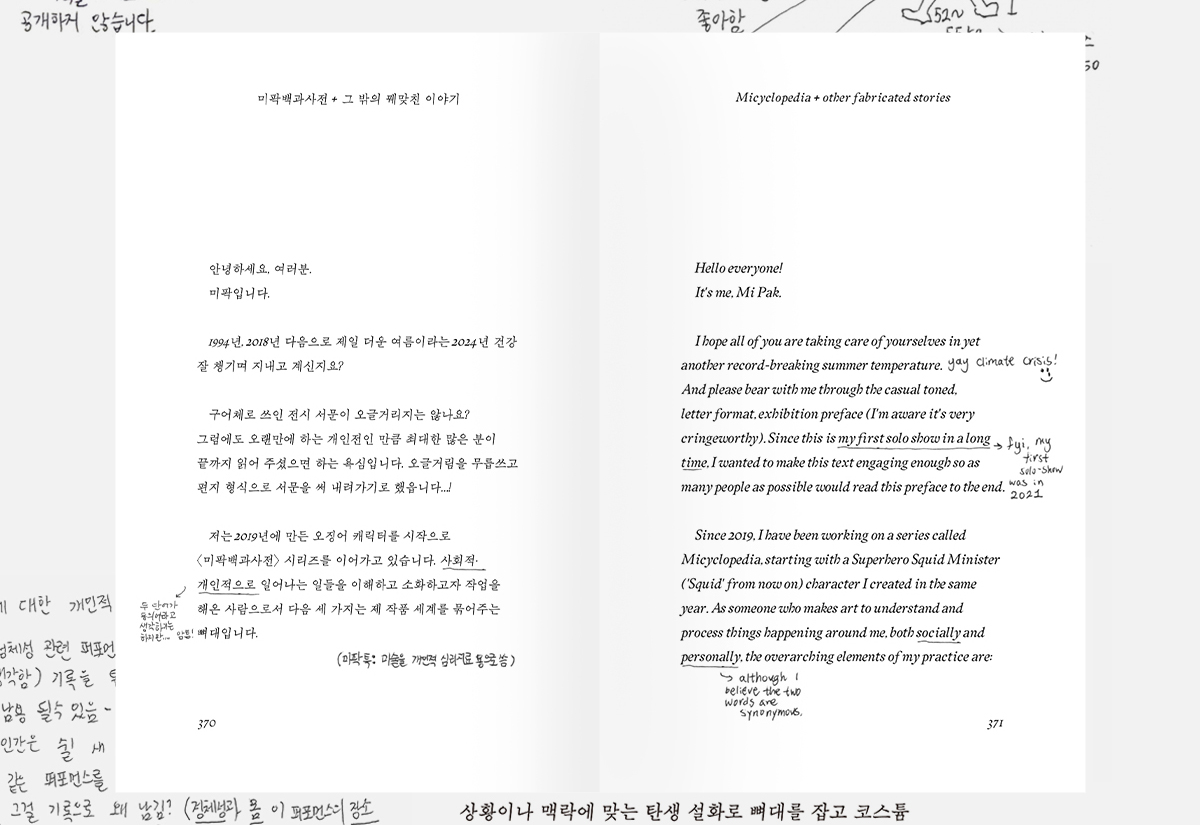 공개하지 않습니다.
좋아함
52~
50
미팍백과사전 + 그 밖의 꿰맞친 이야기
안녕하세요, 여러분.
미팍입니다.
1994년, 2018년 다음으로 제일 더운 여름이라는 2024년 건강
잘 챙기며 지내고 계신지요?
구어체로 쓰인 전시 서문이 오글거리지는 않나요?
그럼에도 오랜만에 하는 개인전인 만큼 최대한 많은 분이
끝까지 읽어 주셨으면 하는 욕심입니다. 오글거림을 무릅쓰고
편지 형식으로 서문을 써 내려가기로 했읍니다...!
저는 2019년에 만든 오징어 캐릭터를 시작으로
〈미팍백과사전〉 시리즈를 이어가고 있습니다. 사회적·
개인적으로 일어나는 일들을 이해하고 소화하고자 작업을
해온 사람으로서 다음 세 가지는 제 작품 세계를 묶어주는
뼈대입니다.
두 단어가
동의어라고
생각하기는
하지만... 암튼!
(미팍톡: 미술을 개인적 심리치료 용으로 씀)
370
Micyclopedia + other fabricated stories
Hello everyone!
It's me, Mi Pak.
I hope all of you are taking care of yourselves in yet
another record-breaking summer temperature. yay climate crisis!
And please bear with me through the casual toned,
letter format, exhibition preface (I'm aware it's very
cringeworthy). Since this is my first solo show in a long
time, I wanted to make this text engaging enough so as
many people as possible would read this preface to the end.
fyi, my
first
solo-show
was in
2021
Since 2019, I have been working on a series called
Micyclopedia, starting with a Superhero Squid Minister
('Squid' from now on) character I created in the same
year. As someone who makes art to understand and
process things happening around me, both socially and
personally, the overarching elements of my practice are:
although I
believe the two
words are
synonymous.
371
대한 개인적
관련 퍼포먼
기록들
남용 될수 있음-
인간은 쉴 새
같은 퍼포먼스를
그걸 기록으로 왜 남김? (정체성과 몸이 퍼포먼스의 장소
상황이나 맥락에 맞는 탄생 설화로 뼈대를 잡고 코스튬